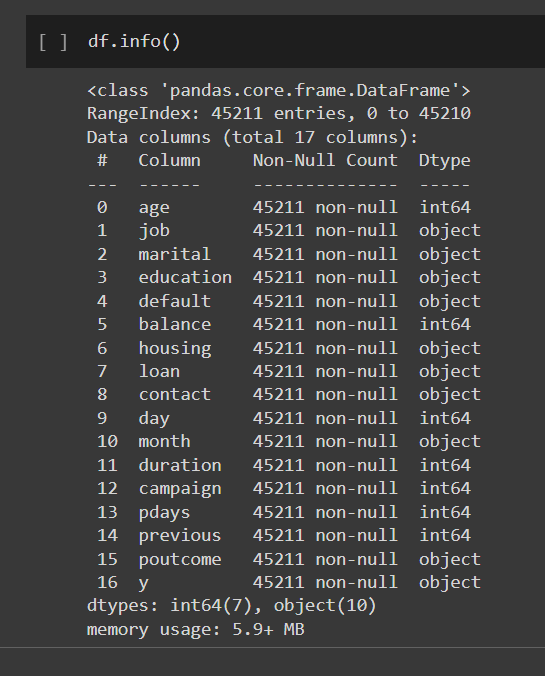 [ ] df.info()
<class 'pandas.core.frame.DataFrame'>
RangeIndex: 45211 entries, 0 to 45210
Data columns (total 17 columns):
 #   Column     Non-Null Count  Dtype
---  ------     --------------  -----
 0   age        45211 non-null  int64
 1   job        45211 non-null  object
 2   marital    45211 non-null  object
 3   education  45211 non-null  object
 4   default    45211 non-null  object
 5   balance    45211 non-null  int64
 6   housing    45211 non-null  object
 7   loan       45211 non-null  object
 8   contact    45211 non-null  object
 9   day        45211 non-null  int64
 10  month      45211 non-null  object
 11  duration   45211 non-null  int64
 12  campaign   45211 non-null  int64
 13  pdays      45211 non-null  int64
 14  previous   45211 non-null  int64
 15  poutcome   45211 non-null  object
 16  y          45211 non-null  object
dtypes: int64(7), object(10)
memory usage: 5.9+ MB